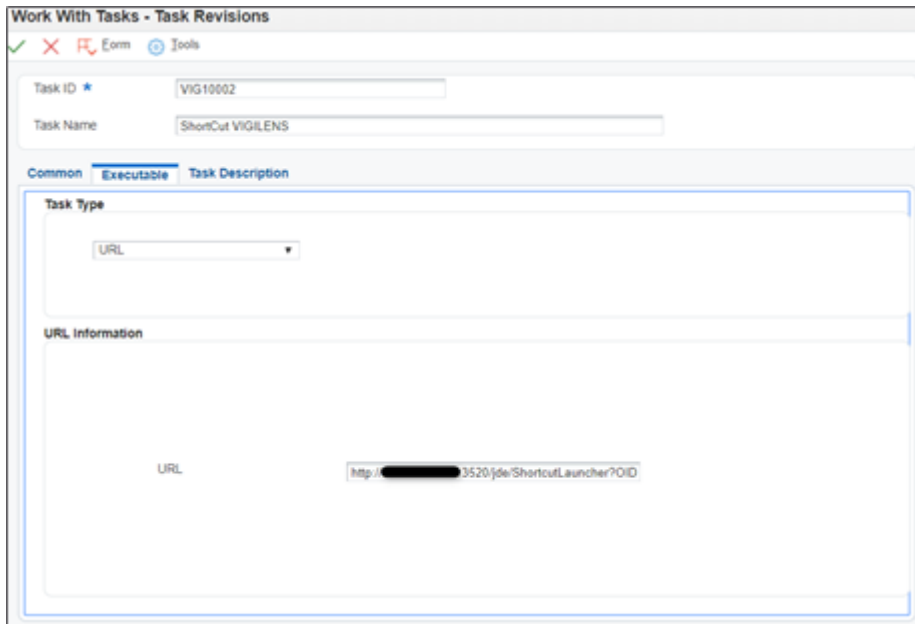 Work With Tasks - Task Revisions
Form Tools
Task ID * VIG10002
Task Name ShortCut VIGILENS
Common Executable Task Description
Task Type
URL
URL Information
URL http:// 3520/jde/ShortcutLauncher?OID